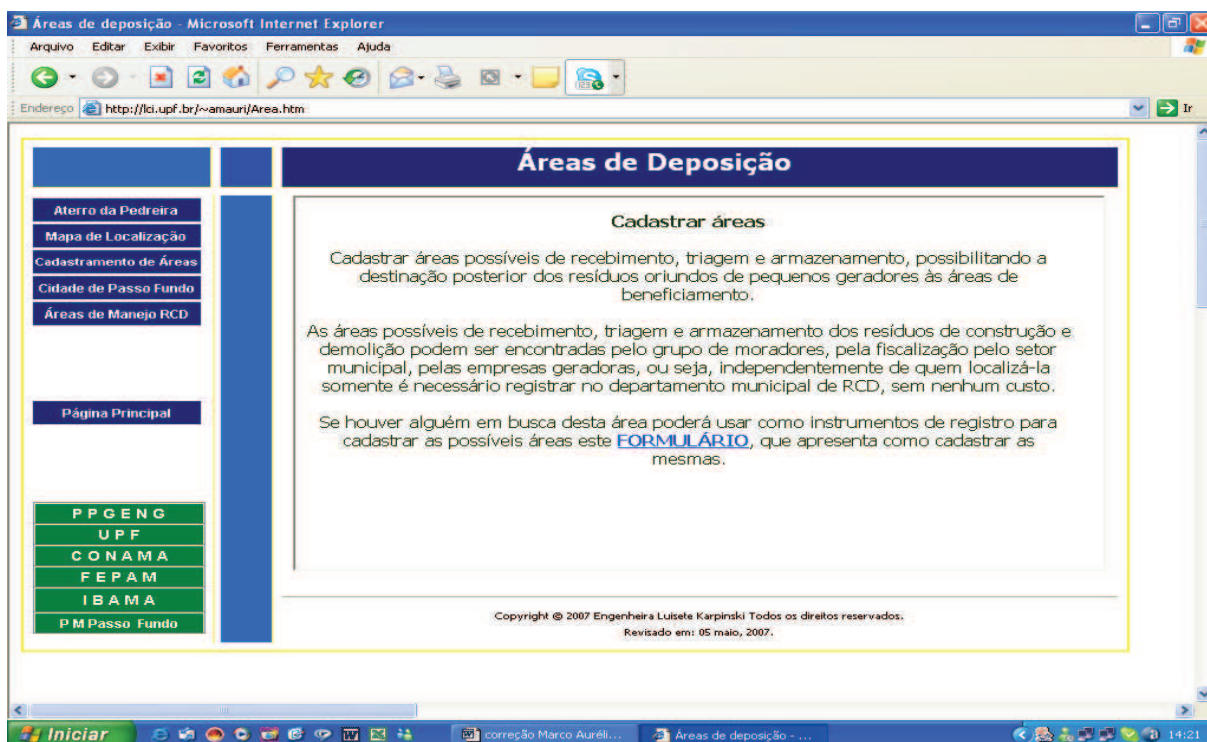 Áreas de deposição - Microsoft Internet Explorer
Arquivo Editar Exibir Favoritos Ferramentas Ajuda
Endereço http://lci.upf.br/~amauri/Area.htm Ir
Áreas de Deposição
Aterro da Pedreira
Mapa de Localização
Cadastramento de Áreas
Cidade de Passo Fundo
Áreas de Manejo RCD
Página Principal
PPGENG
UPF
CONAMA
FEPAM
IBAMA
P M Passo Fundo
Cadastrar áreas
Cadastrar áreas possíveis de recebimento, triagem e armazenamento, possibilitando a
destinação posterior dos resíduos oriundos de pequenos geradores às áreas de
beneficiamento.
As áreas possíveis de recebimento, triagem e armazenamento dos resíduos de construção e
demolição podem ser encontradas pelo grupo de moradores, pela fiscalização pelo setor
municipal, pelas empresas geradoras, ou seja, independentemente de quem localizá-la
somente é necessário registrar no departamento municipal de RCD, sem nenhum custo.
Se houver alguém em busca desta área poderá usar como instrumentos de registro para
cadastrar as possíveis áreas este FORMULÁRIO, que apresenta como cadastrar as
mesmas.
Copyright © 2007 Engenheira Luisete Karpinski Todos os direitos reservados.
Revisado em: 05 maio, 2007.
Iniciar correção Marco Auréli... Áreas de deposição - ... 14:21